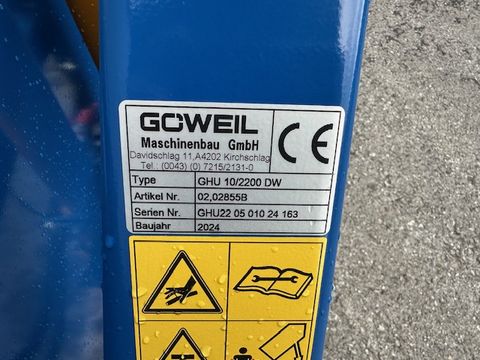 GÖWEIL
Maschinenbau GmbH
Davidschlag 11,A4202 Kirchschlag
Tel.: (0043) (0) 7215/2131-0
CE
Type GHU 10/2200 DW
Artikel Nr. 02,02855B
Serien Nr. GHU22 05 010 24 163
Baujahr 2024